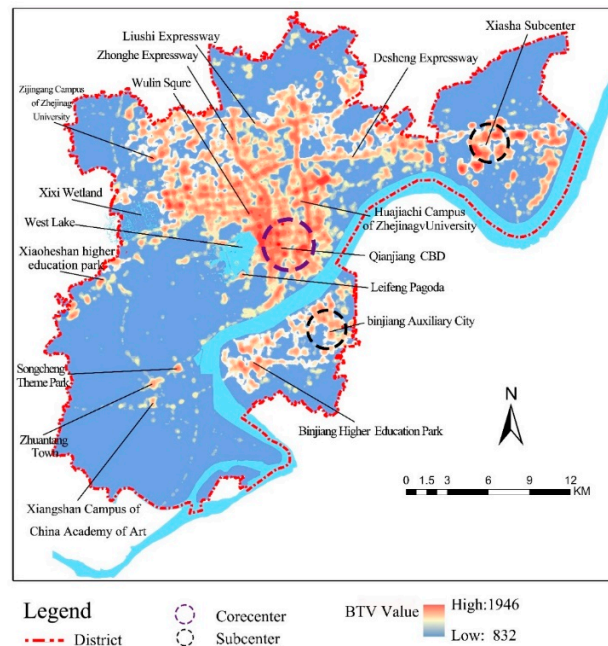 Xiasha Subcenter
Liushi Expressway
Zhonghe Expressway
Desheng Expressway
Wulin Squre
Zijingang Campus
of Zhejinag
University
Xixi Wetland
West Lake
Huajiachi Campus
of ZhejinagvUniversity
Xiaoheshan higher
education park
Qianjiang CBD
Leifeng Pagoda
binjiang Auxiliary City
Songcheng
Theme Park
Zhuantang
Town
Binjiang Higher Education Park
Xiangshan Campus of
China Academy of Art
N
0 1.5 3 6 9 12
KM
Legend
District
Corecenter
Subcenter
BTV Value
High:1946
Low: 832